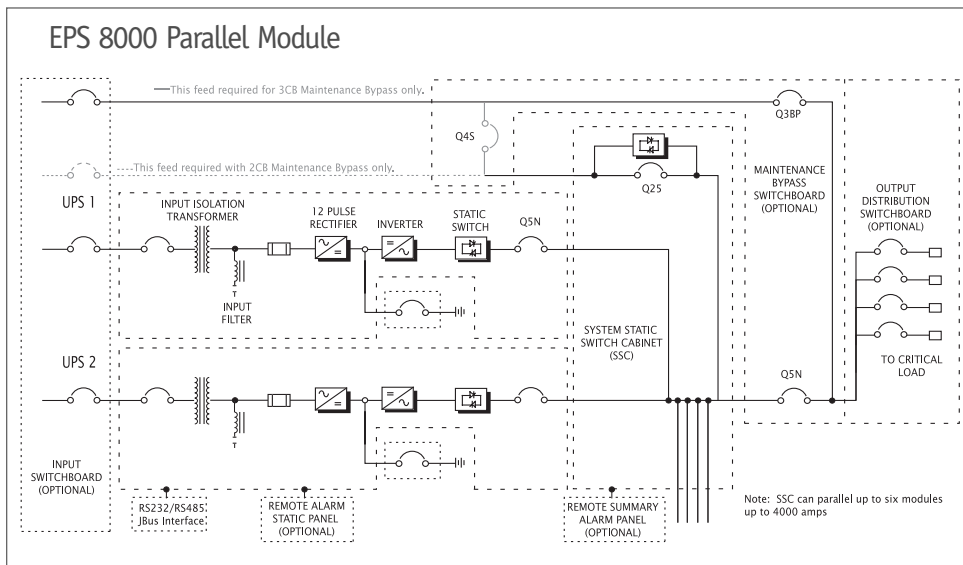 EPS 8000 Parallel Module
This feed required for 3CB Maintenance Bypass only.
Q3BP
Q4S
This feed required with 2CB Maintenance Bypass only.
Q2S
MAINTENANCE
BYPASS
SWITCHBOARD
(OPTIONAL)
OUTPUT
DISTRIBUTION
SWITCHBOARD
(OPTIONAL)
UPS 1
INPUT ISOLATION
TRANSFORMER
12 PULSE
RECTIFIER
INVERTER
STATIC
SWITCH
Q5N
INPUT
FILTER
SYSTEM STATIC
SWITCH CABINET
(SSC)
UPS 2
TO CRITICAL
LOAD
Q5N
INPUT
SWITCHBOARD
(OPTIONAL)
RS232/RS485
JBus Interface
REMOTE ALARM
STATIC PANEL
(OPTIONAL)
REMOTE SUMMARY
ALARM PANEL
(OPTIONAL)
Note: SSC can parallel up to six modules
up to 4000 amps